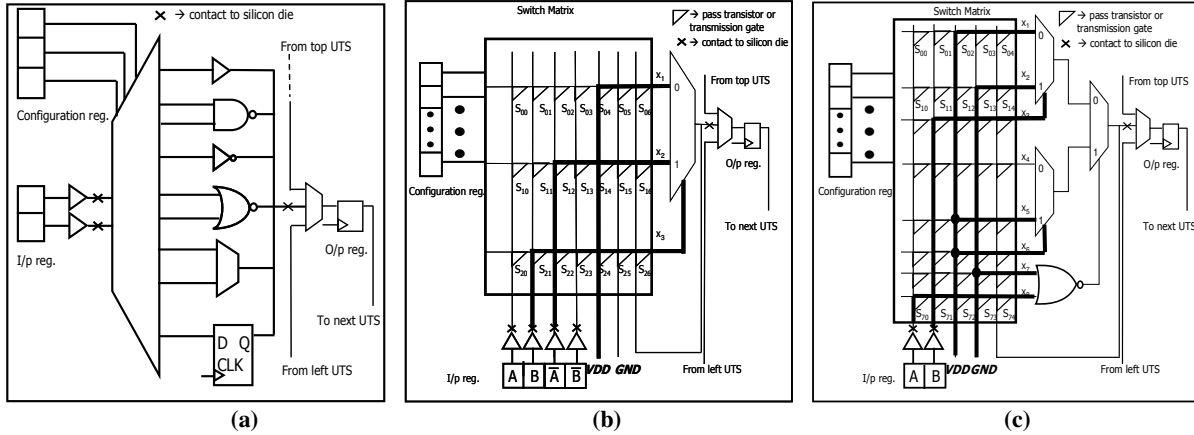 ✕ → contact to silicon die
From top UTS
Configuration reg.
I/p reg.
D Q
CLK
O/p reg.
To next UTS
From left UTS
(a)
Switch Matrix
→ pass transistor or
transmission gate
✕ → contact to silicon die
x1
0
From top UTS
S00 S01 S02 S03 S04 S05 S06
x2
1
O/p reg.
Configuration reg.
S10 S11 S12 S13 S14 S15 S16
To next UTS
x3
S20 S21 S22 S23 S24 S25 S26
VDD GND
From left UTS
I/p reg.
A B A̅ B̅
(b)
Switch Matrix
x1
→ pass transistor or
transmission gate
✕ → contact to silicon die
0
S00 S01 S02 S03 S04
x2
From top UTS
1
0
S10 S11 S12 S13 S14
x4
O/p reg.
0
1
Configuration reg.
x5
1
To next UTS
x6
x7
S70 S71 S72 S73 S74
From left UTS
I/p reg.
A B
VDD GND
(c)